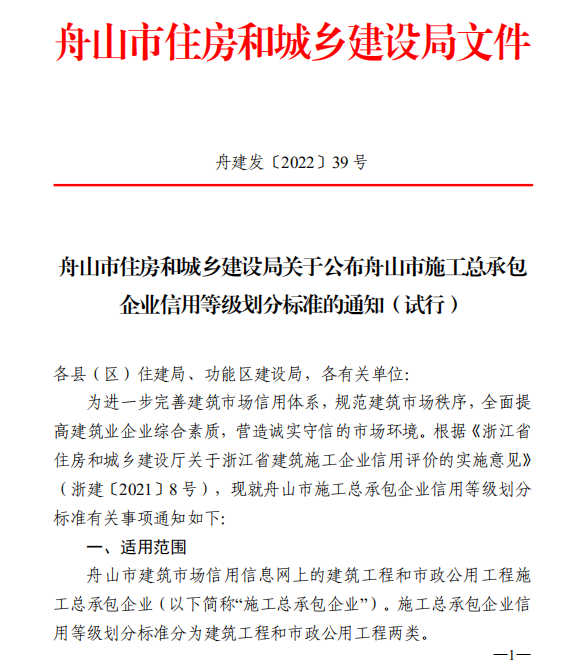 舟山市住房和城乡建设局文件
舟建发〔2022〕39 号
舟山市住房和城乡建设局关于公布舟山市施工总承包
企业信用等级划分标准的通知（试行）
各县（区）住建局、功能区建设局，各有关单位：
为进一步完善建筑市场信用体系，规范建筑市场秩序，全面提
高建筑业企业综合素质，营造诚实守信的市场环境。根据《浙江省
住房和城乡建设厅关于浙江省建筑施工企业信用评价的实施意见》
（浙建〔2021〕8 号），现就舟山市施工总承包企业信用等级划分
标准有关事项通知如下：
一、适用范围
舟山市建筑市场信用信息网上的建筑工程和市政公用工程施
工总承包企业（以下简称“施工总承包企业”）。施工总承包企业信
用等级划分标准分为建筑工程和市政公用工程两类。
—1—